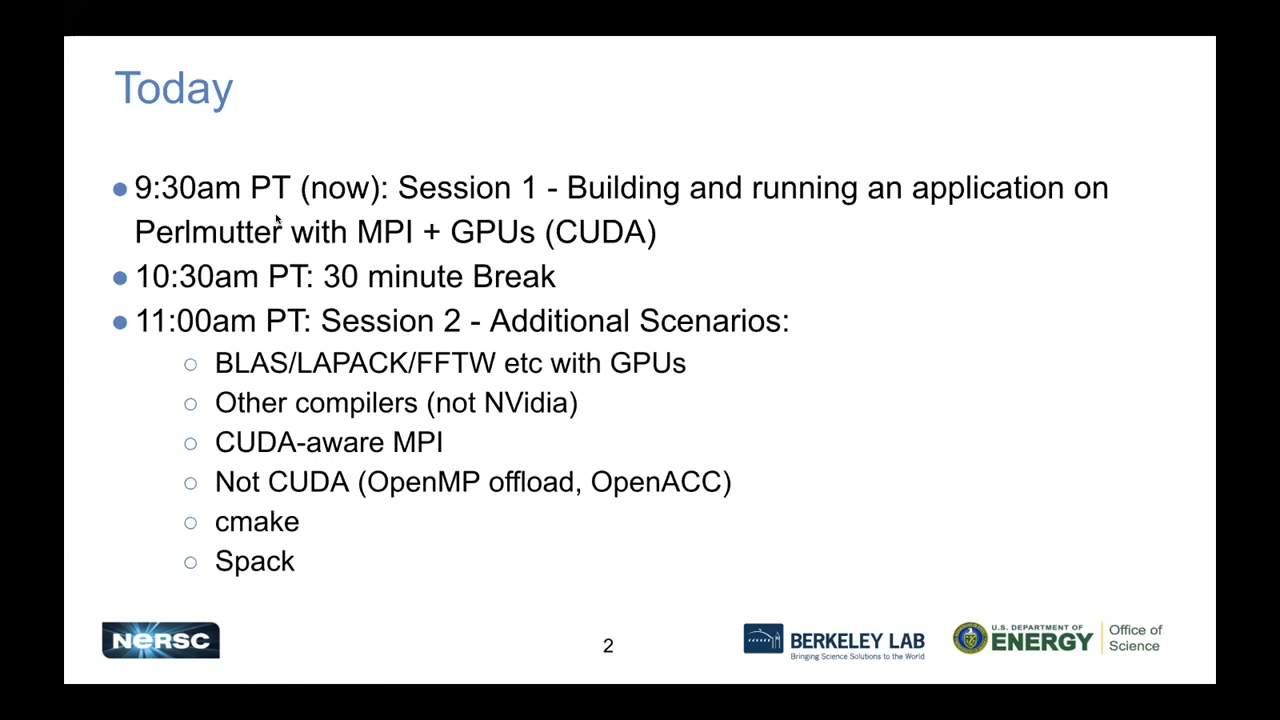 Today
● 9:30am PT (now): Session 1 - Building and running an application on
Perlmutter with MPI + GPUs (CUDA)
● 10:30am PT: 30 minute Break
● 11:00am PT: Session 2 - Additional Scenarios:
○ BLAS/LAPACK/FFTW etc with GPUs
○ Other compilers (not NVidia)
○ CUDA-aware MPI
○ Not CUDA (OpenMP offload, OpenACC)
○ cmake
○ Spack
NERSC
2
BERKELEY LAB
Bringing Science Solutions to the World
U.S. DEPARTMENT OF
ENERGY
Office of
Science